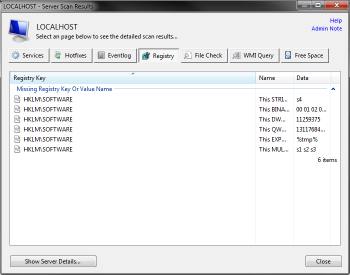 LOCALHOST - Server Scan Results
LOCALHOST
Select an page below to see the detailed scan results...
Help
Admin Note
Services
Hotfixes
Eventlog
Registry
File Check
WMI Query
Free Space
Registry Key Name Data
Missing Registry Key Or Value Name
HKLM\SOFTWARE This STRI... s4
HKLM\SOFTWARE This BINA... 00 01 02 0...
HKLM\SOFTWARE This DW... 11259375
HKLM\SOFTWARE This QW... 13117684...
HKLM\SOFTWARE This EXP... %tmp%
HKLM\SOFTWARE This MUL... s1 s2 s3
6 items
Show Server Details...
Close